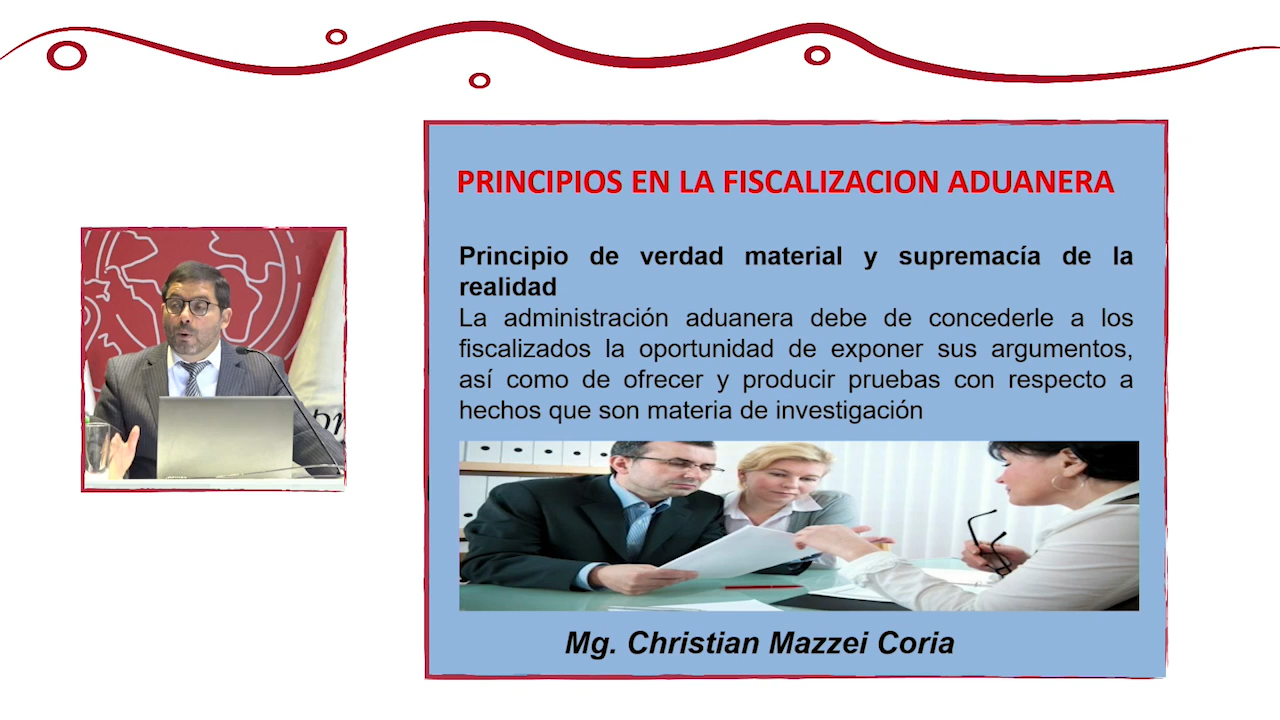 PRINCIPIOS EN LA FISCALIZACION ADUANERA
Principio de verdad material y supremacía de la
realidad
La administración aduanera debe de concederle a los
fiscalizados la oportunidad de exponer sus argumentos,
así como de ofrecer y producir pruebas con respecto a
hechos que son materia de investigación
Mg. Christian Mazzei Coria